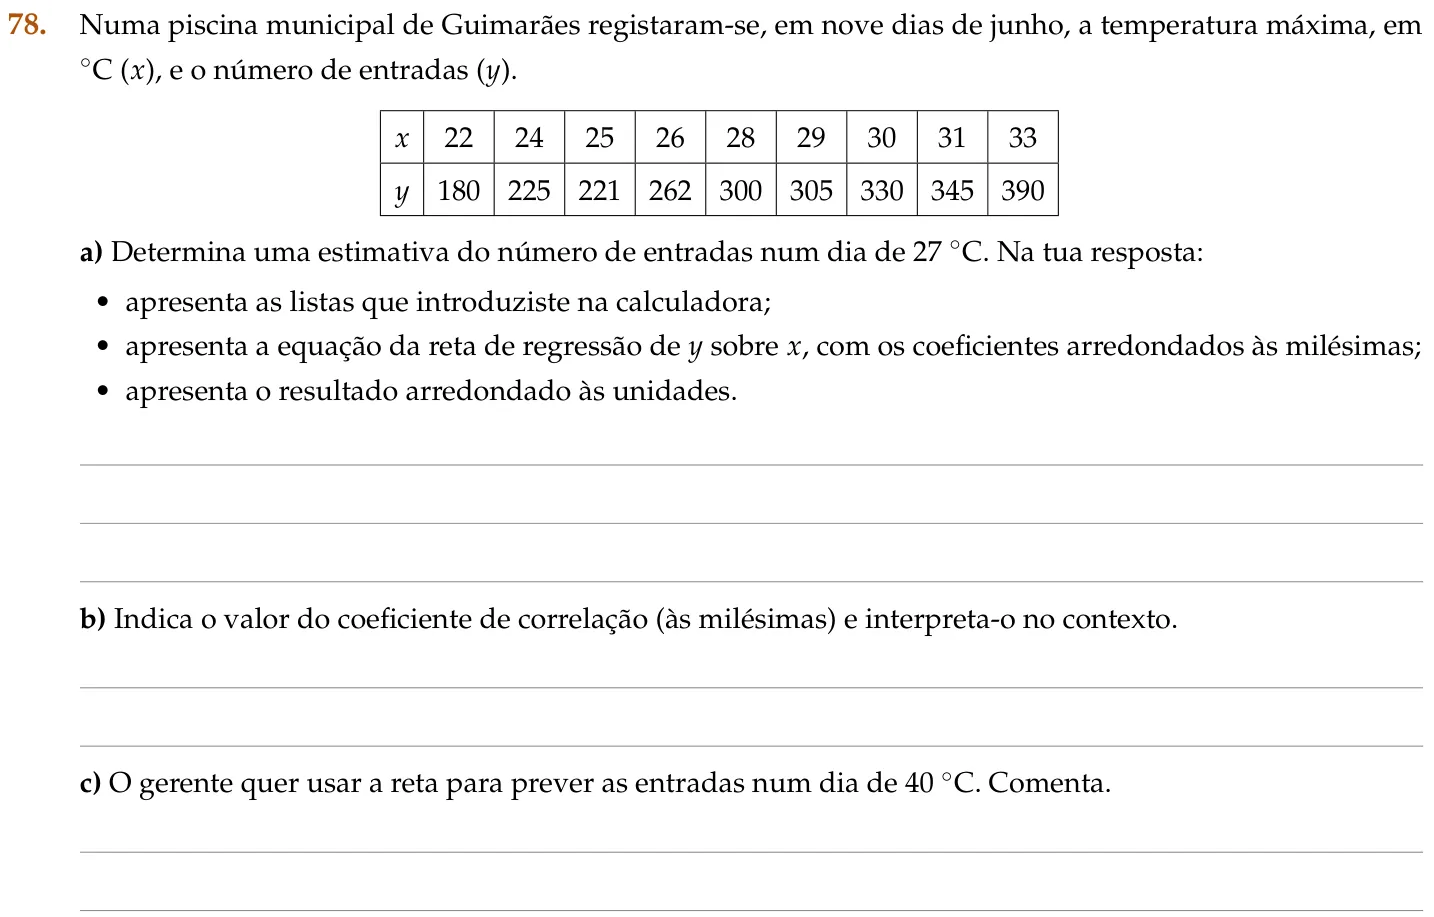 78. Numa piscina municipal de Guimarães registaram-se, em nove dias de junho, a temperatura máxima, em
°C (x), e o número de entradas (y).
x 22 24 25 26 28 29 30 31 33
y 180 225 221 262 300 305 330 345 390
a) Determina uma estimativa do número de entradas num dia de 27 °C. Na tua resposta:
• apresenta as listas que introduziste na calculadora;
• apresenta a equação da reta de regressão de y sobre x, com os coeficientes arredondados às milésimas;
• apresenta o resultado arredondado às unidades.
b) Indica o valor do coeficiente de correlação (às milésimas) e interpreta-o no contexto.
c) O gerente quer usar a reta para prever as entradas num dia de 40 °C. Comenta.